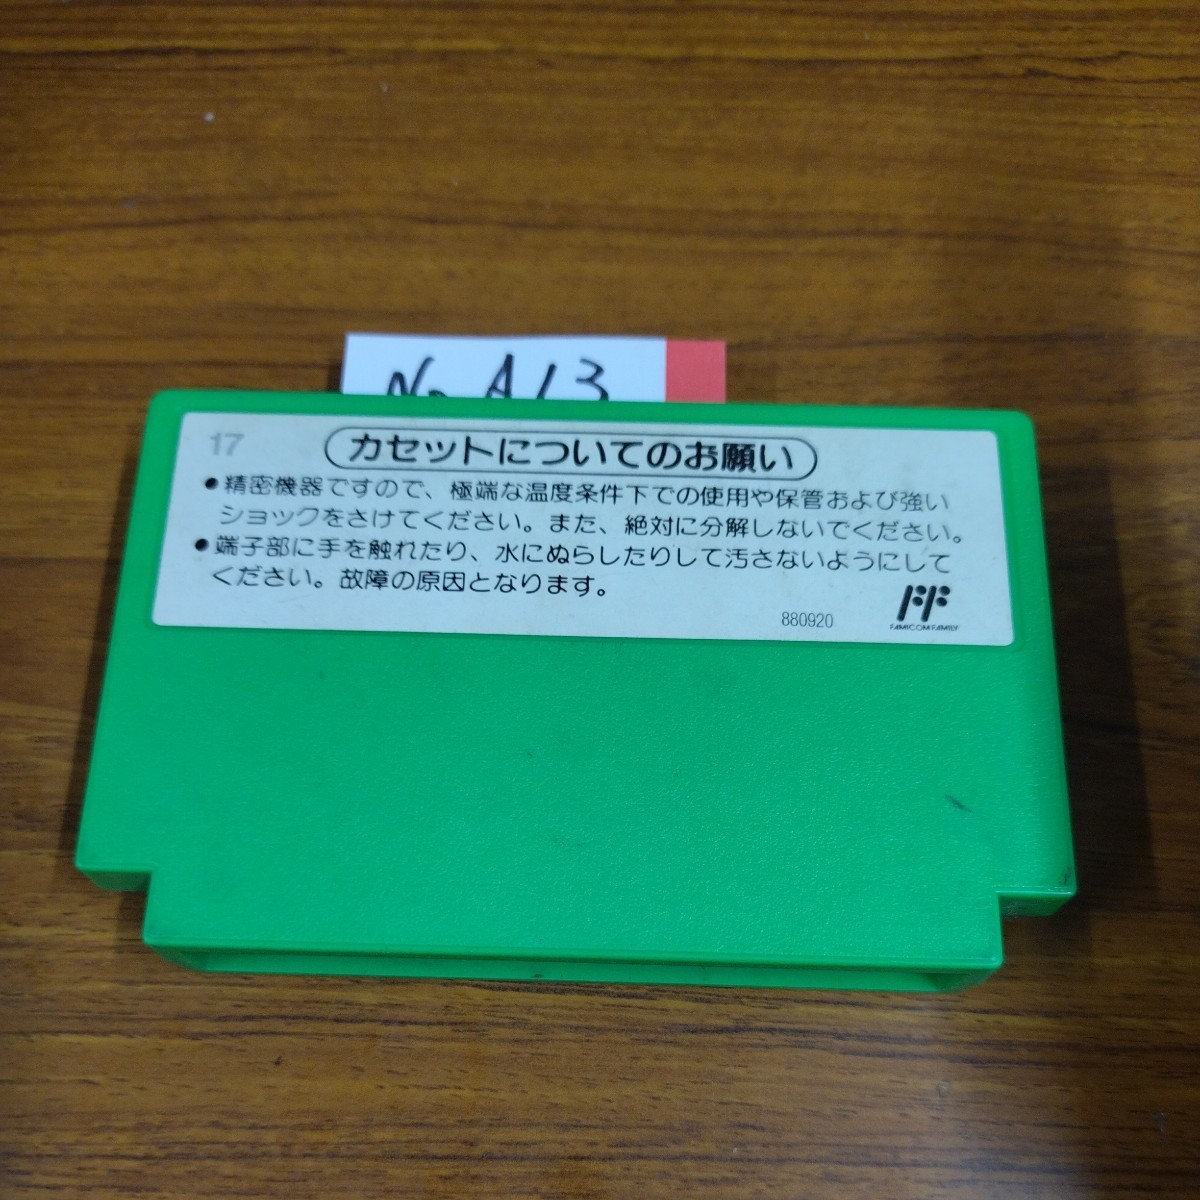 No A13
17
カセットについてのお願い
●精密機器ですので、極端な温度条件下での使用や保管および強い
ショックをさけてください。また、絶対に分解しないでください。
●端子部に手を触れたり、水にぬらしたりして汚さないようにして
ください。故障の原因となります。
880920
FF
FAMICOM FAMILY